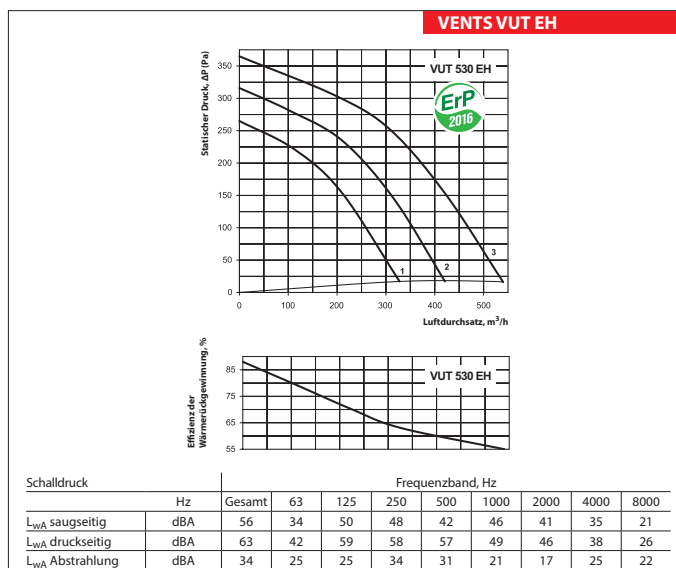 VENTS VUT EH
Statischer Druck, ΔP (Pa)
350
300
250
200
150
100
50
0
VUT 530 EH
ErP
2016
1
2
3
0 100 200 300 400 500
Luftdurchsatz, m³/h
Effizienz der
Wärmerückgewinnung, %
85
75
65
55
VUT 530 EH
Schalldruck Frequenzband, Hz
Hz Gesamt 63 125 250 500 1000 2000 4000 8000
LwA saugseitig dBA 56 34 50 48 42 46 41 35 21
LwA druckseitig dBA 63 42 59 58 57 49 46 38 26
LwA Abstrahlung dBA 34 25 25 34 31 21 17 25 22